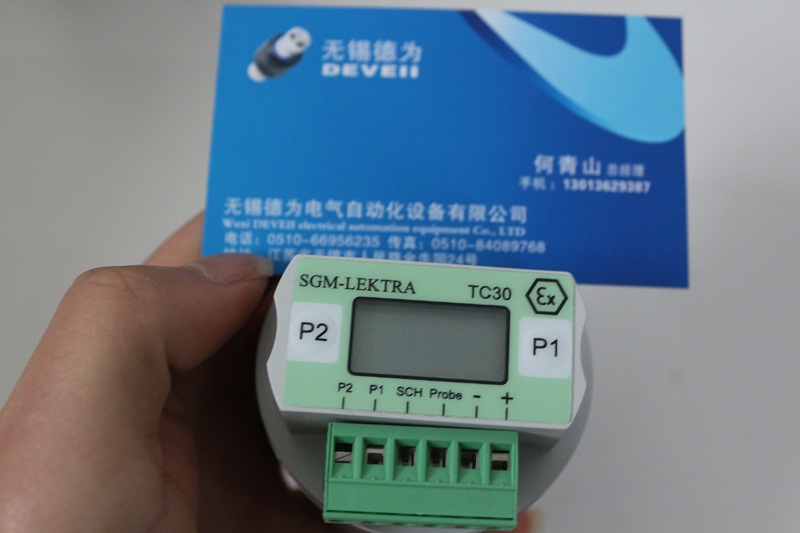 无锡德为
DEVEII
何青山 总经理
手机：13013629387
无锡德为电气自动化设备有限公司
Wuxi DEVEII electrical automation equipment Co., LTD
电话：0510-66956235 传真：0510-84089768
SGM-LEKTRA
TC30
εx
P2
P1
P2 P1 SCH Probe - +